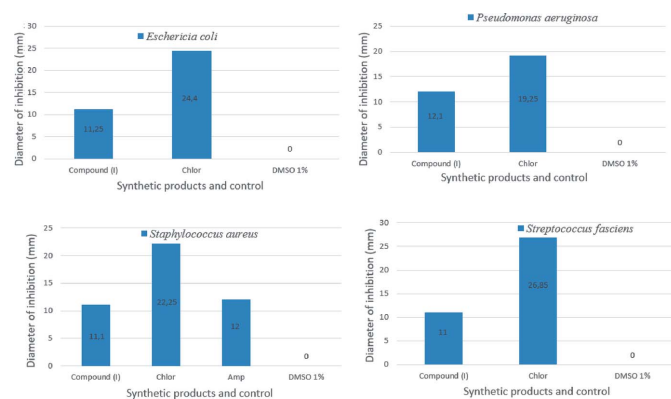 Eschericia coli
Diameter of inhibition (mm)
30
25
20
15
10
5
0
11,25
24,4
0
Compound (I) Chlor DMSO 1%
Synthetic products and control
Pseudomonas aeruginosa
Diameter of inhibition (mm)
25
20
15
10
5
0
12,1
19,25
0
Compound (I) Chlor DMSO 1%
Synthetic products and control
Staphylococcus aureus
Diameter of inhibition (mm)
25
20
15
10
5
0
11,1
22,25
12
0
Compound (I) Chlor Amp DMSO 1%
Synthetic products and control
Streptococcus fasciens
Diameter of inhibition (mm)
30
25
20
15
10
5
0
11
26,85
0
Compound (I) Chlor DMSO 1%
Synthetic products and control